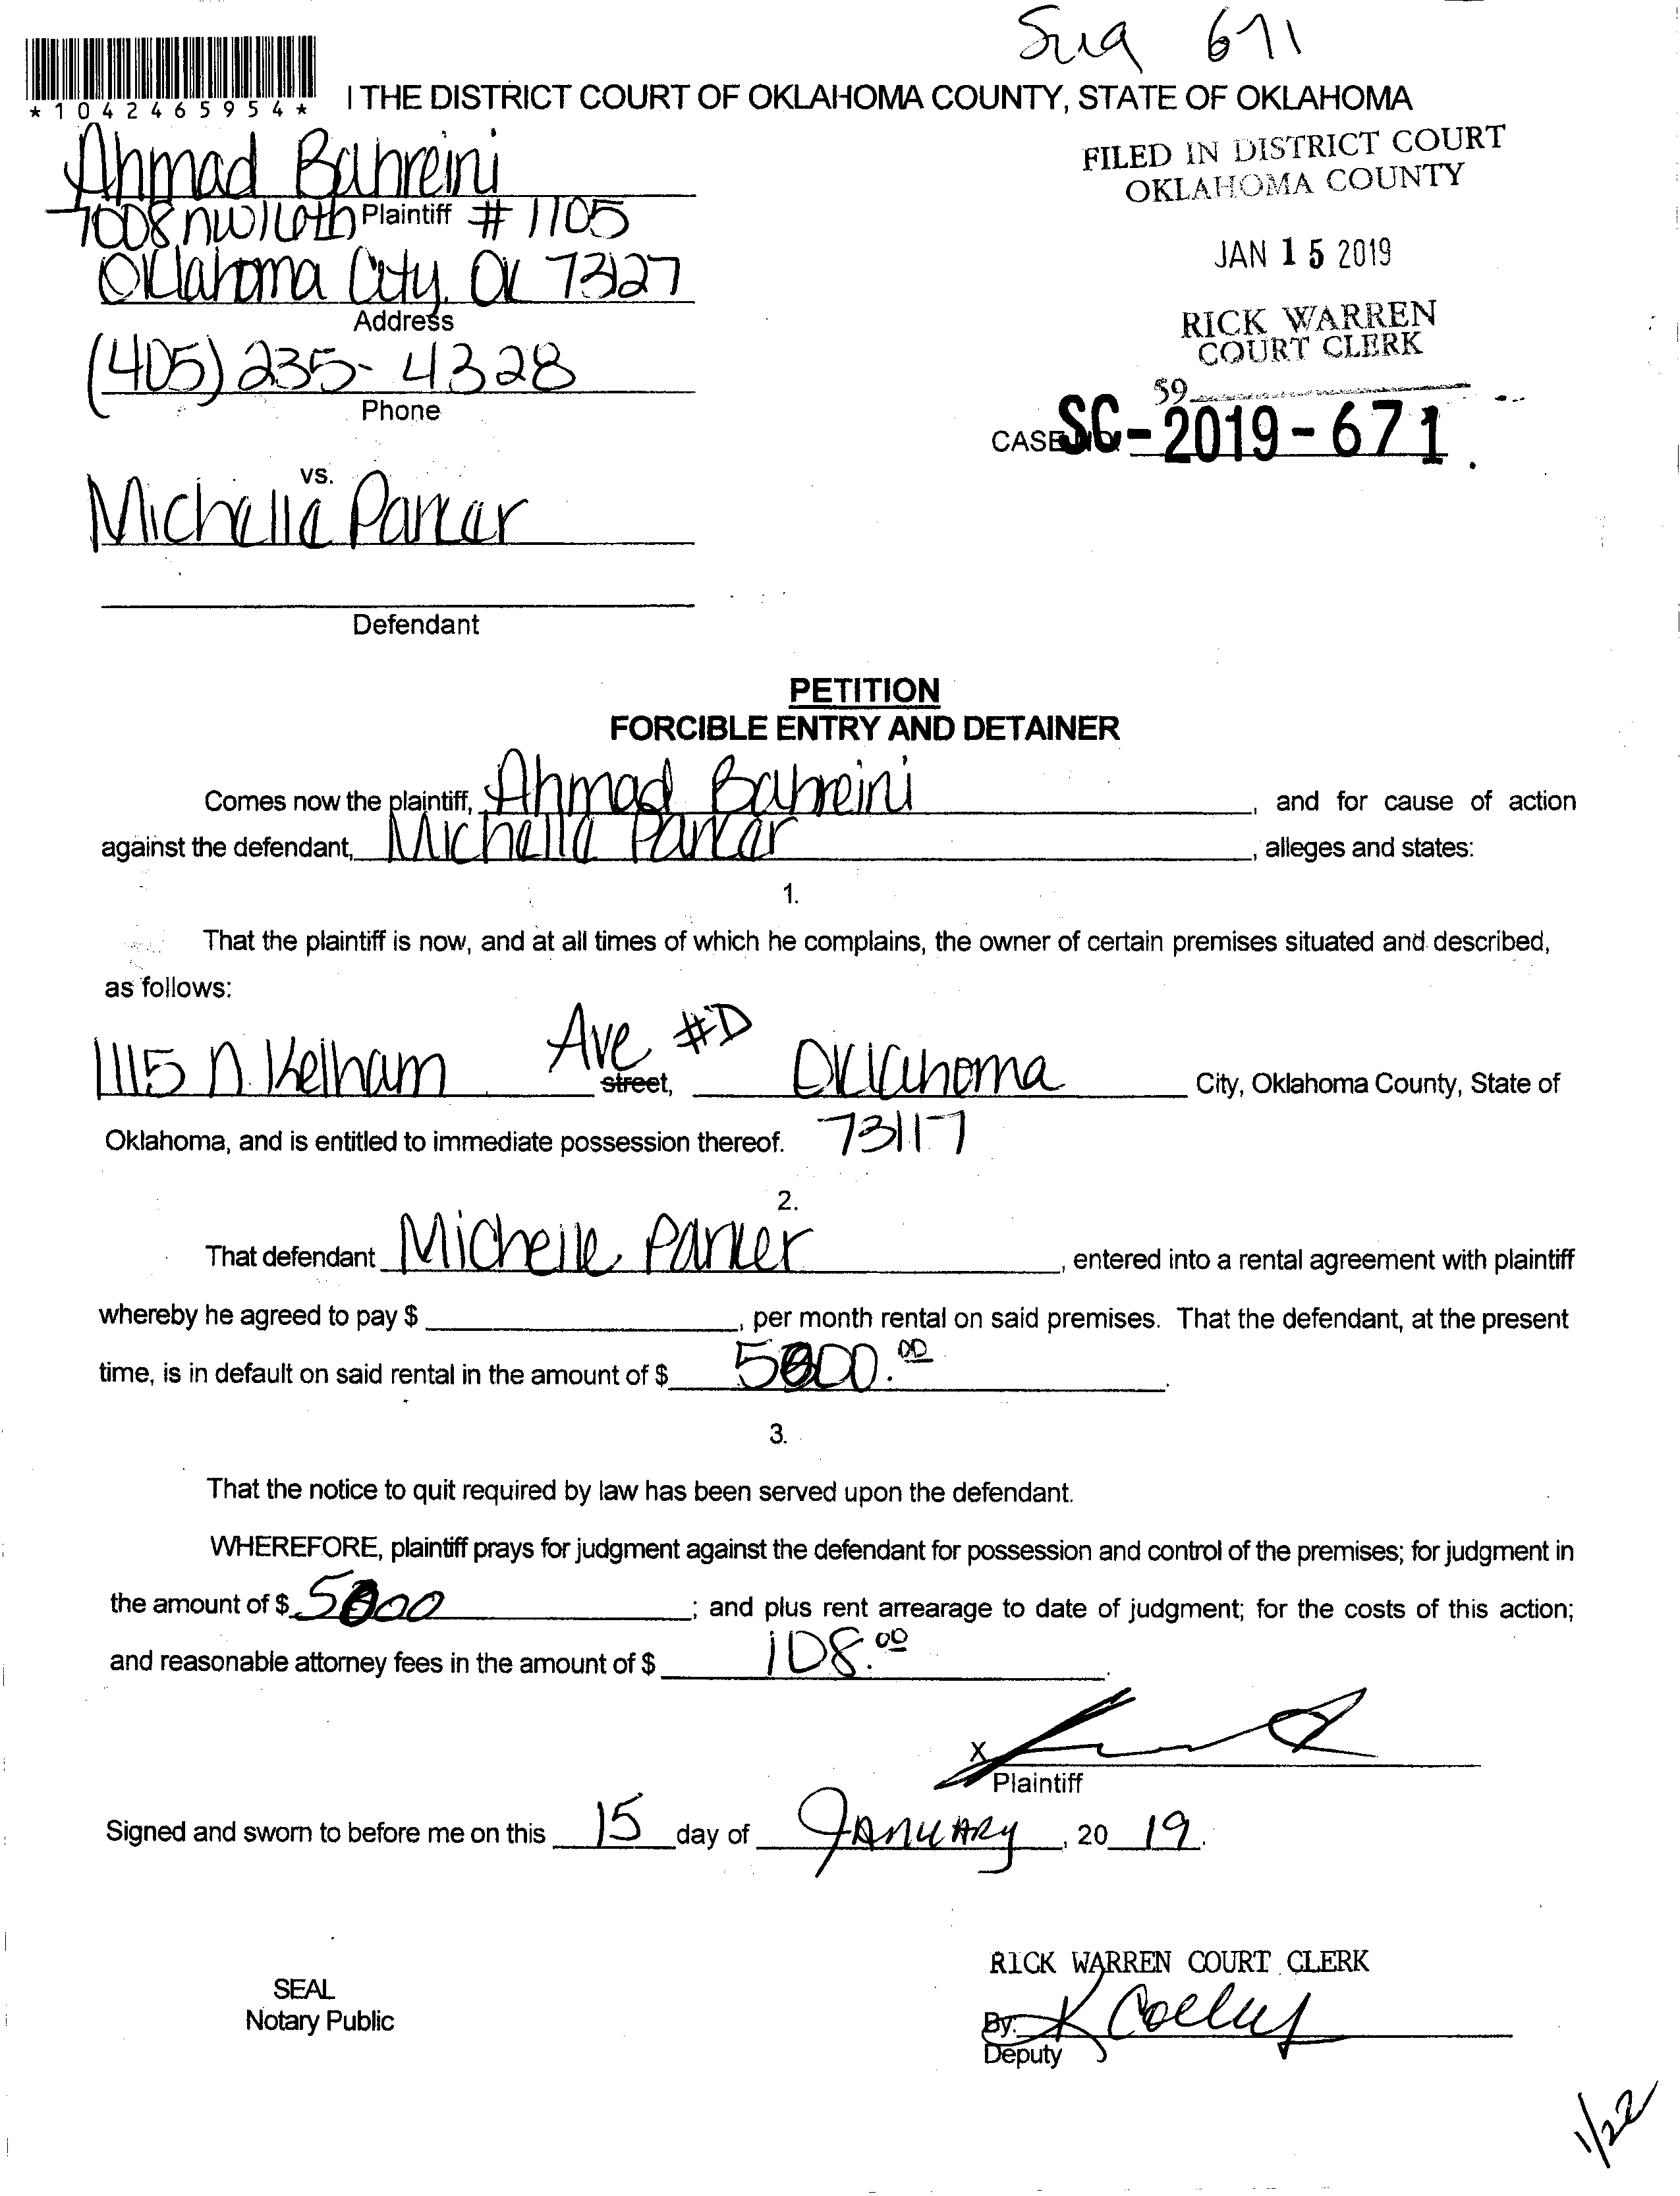 Sug 671
*1042465954*
I THE DISTRICT COURT OF OKLAHOMA COUNTY, STATE OF OKLAHOMA
FILED IN DISTRICT COURT
OKLAHOMA COUNTY
JAN 15 2019
RICK WARREN
COURT CLERK
59
CASE NO. SC-2019-671.
Ahmad Bahreini
Plaintiff
7008 nw 16th #1105
Oklahoma City, OK 73127
Address
(405) 235-4328
Phone
vs.
Michelle Parker
Defendant
PETITION
FORCIBLE ENTRY AND DETAINER
Comes now the plaintiff, Ahmad Bahreini, and for cause of action
against the defendant, Michelle Parker, alleges and states:
1.
That the plaintiff is now, and at all times of which he complains, the owner of certain premises situated and described,
as follows:
1115 N. Kelham Ave #D street, Oklahoma City, Oklahoma County, State of
Oklahoma, and is entitled to immediate possession thereof. 73117
2.
That defendant Michelle Parker, entered into a rental agreement with plaintiff
whereby he agreed to pay $, per month rental on said premises. That the defendant, at the present
time, is in default on said rental in the amount of $ 5000.00.
3.
That the notice to quit required by law has been served upon the defendant.
WHEREFORE, plaintiff prays for judgment against the defendant for possession and control of the premises; for judgment in
the amount of $ 5000; and plus rent arrearage to date of judgment; for the costs of this action;
and reasonable attorney fees in the amount of $ 108.00.
X
Plaintiff
Signed and sworn to before me on this 15 day of January, 20 19.
RICK WARREN COURT CLERK
SEAL
Notary Public
By: K
Deputy
1/22